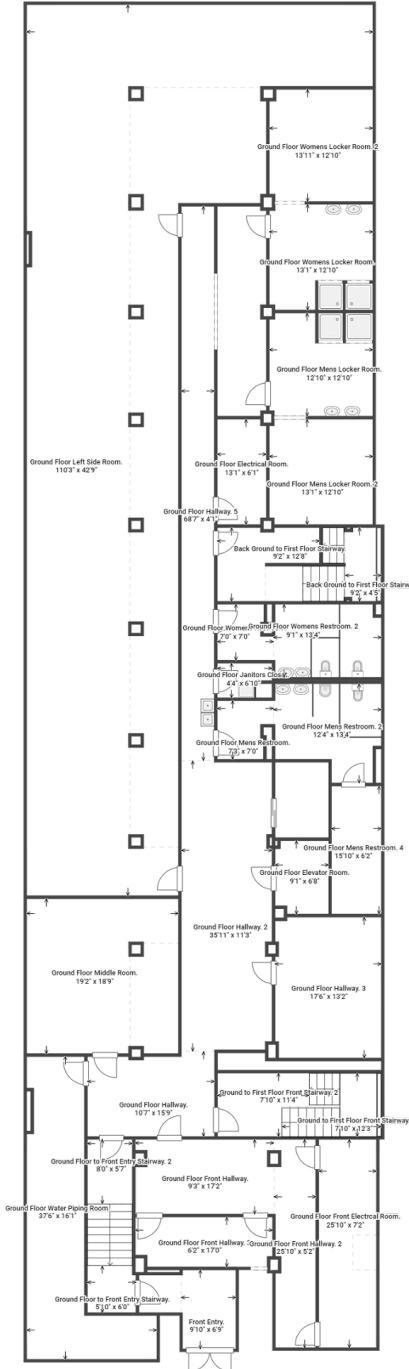 Ground Floor Womens Locker Room. 2
13'11" x 12'10"
Ground Floor Womens Locker Room.
13'1" x 12'10"
Ground Floor Mens Locker Room.
12'10" x 12'10"
Ground Floor Left Side Room.
110'3" x 42'9"
Ground Floor Electrical Room.
13'1" x 6'1"
Ground Floor Mens Locker Room. 2
13'1" x 12'10"
Ground Floor Hallway. 5
68'7" x 4'1"
Back Ground to First Floor Stairway.
9'2" x 12'8"
Back Ground to First Floor Stairw
9'2" x 4'5"
Ground Floor Women
7'0" x 7'0"
Ground Floor Womens Restroom. 2
9'1" x 13'4"
Ground Floor Janitors Closet.
4'4" x 6'10"
Ground Floor Mens Restroom. 2
12'4" x 13'4"
Ground Floor Mens Restroom.
7'3" x 7'0"
Ground Floor Mens Restroom. 4
15'10" x 6'2"
Ground Floor Elevator Room.
9'1" x 6'8"
Ground Floor Hallway. 2
35'11" x 11'3"
Ground Floor Middle Room.
19'2" x 18'9"
Ground Floor Hallway. 3
17'6" x 13'2"
Ground to First Floor Front Stairway. 2
7'10" x 11'4"
Ground Floor Hallway.
10'7" x 15'9"
Ground to First Floor Front Stairway.
7'10" x 12'3"
Ground Floor to Front Entry Stairway. 2
8'0" x 5'7"
Ground Floor Front Hallway.
9'3" x 17'2"
Ground Floor Water Piping Room
37'6" x 16'1"
Ground Floor Front Electrical Room.
25'10" x 7'2"
Ground Floor Front Hallway.
6'2" x 17'0"
Ground Floor Front Hallway. 2
25'10" x 5'2"
Ground Floor to Front Entry Stairway.
5'10" x 6'0"
Front Entry.
9'10" x 6'9"